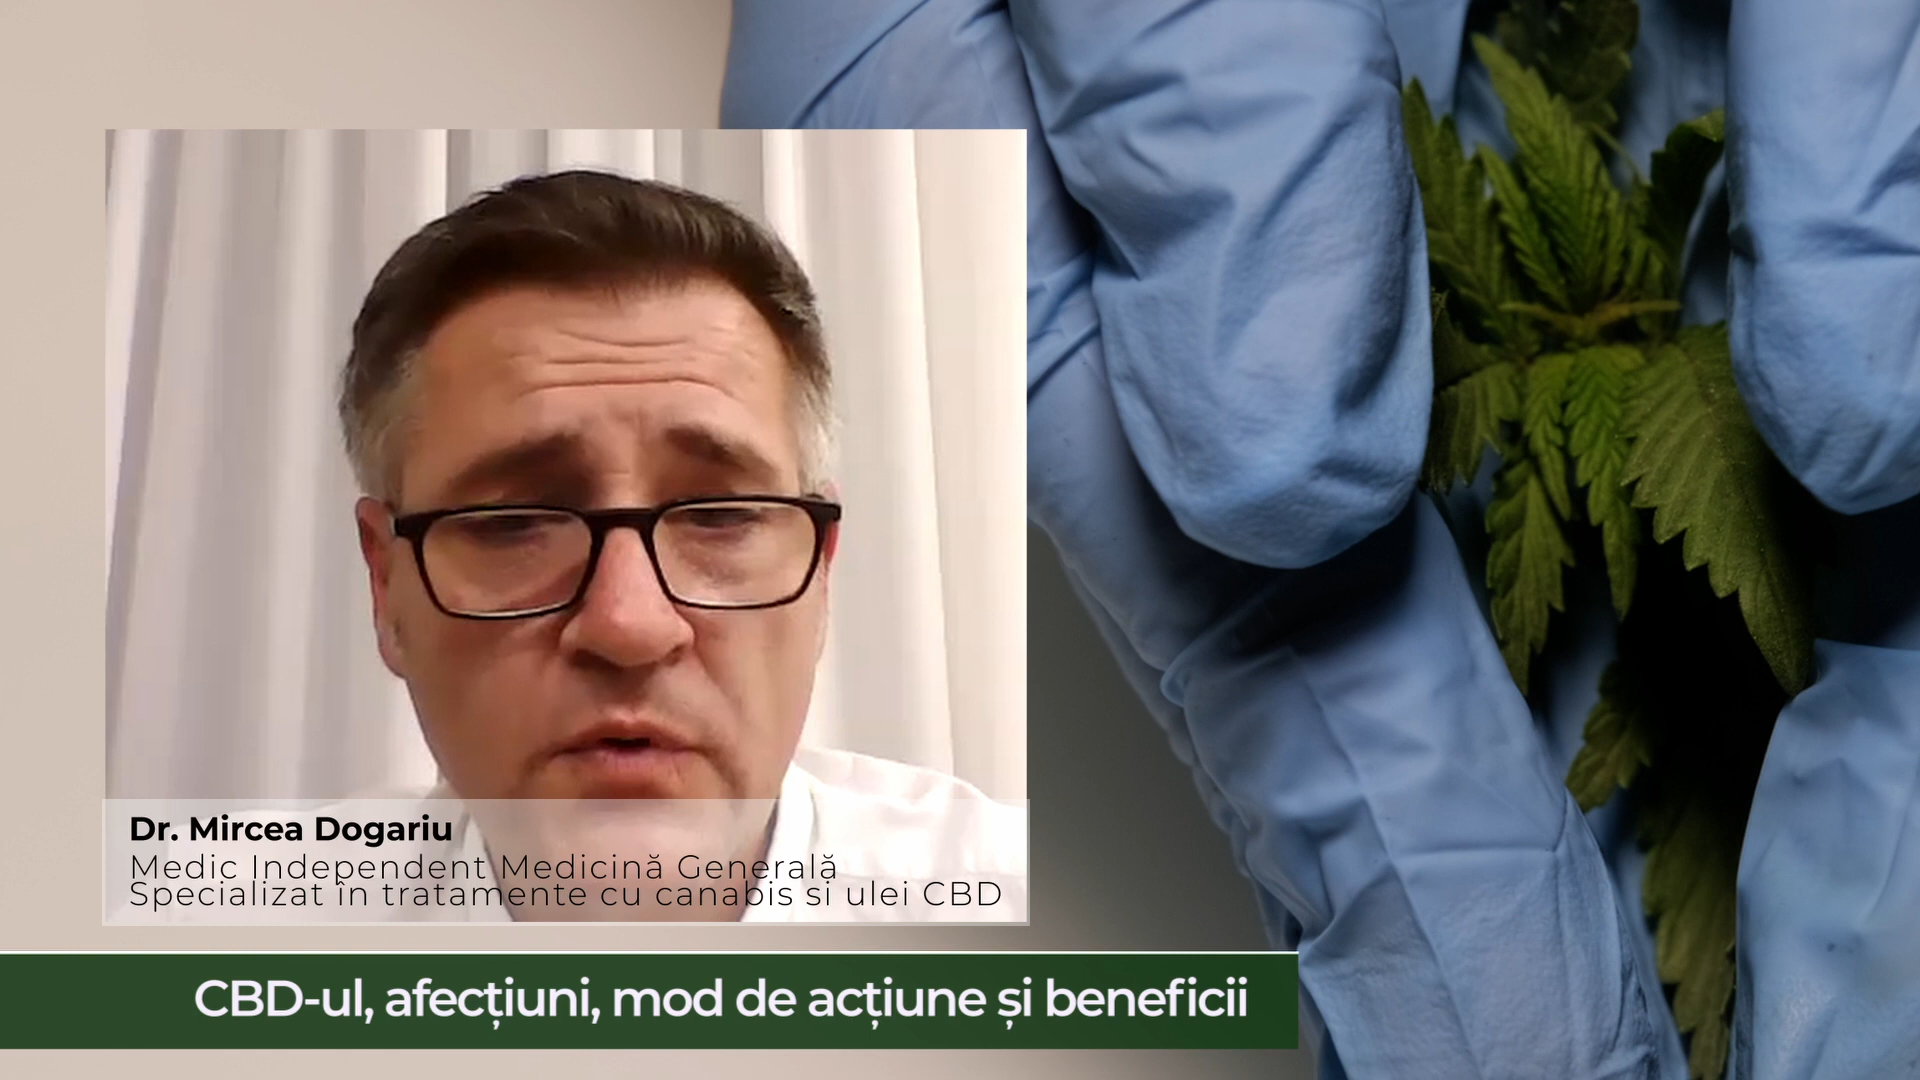 Dr. Mircea Dogariu
Medic Independent Medicină Generală
Specializat în tratamente cu canabis si ulei CBD
CBD-ul, afecțiuni, mod de acțiune și beneficii